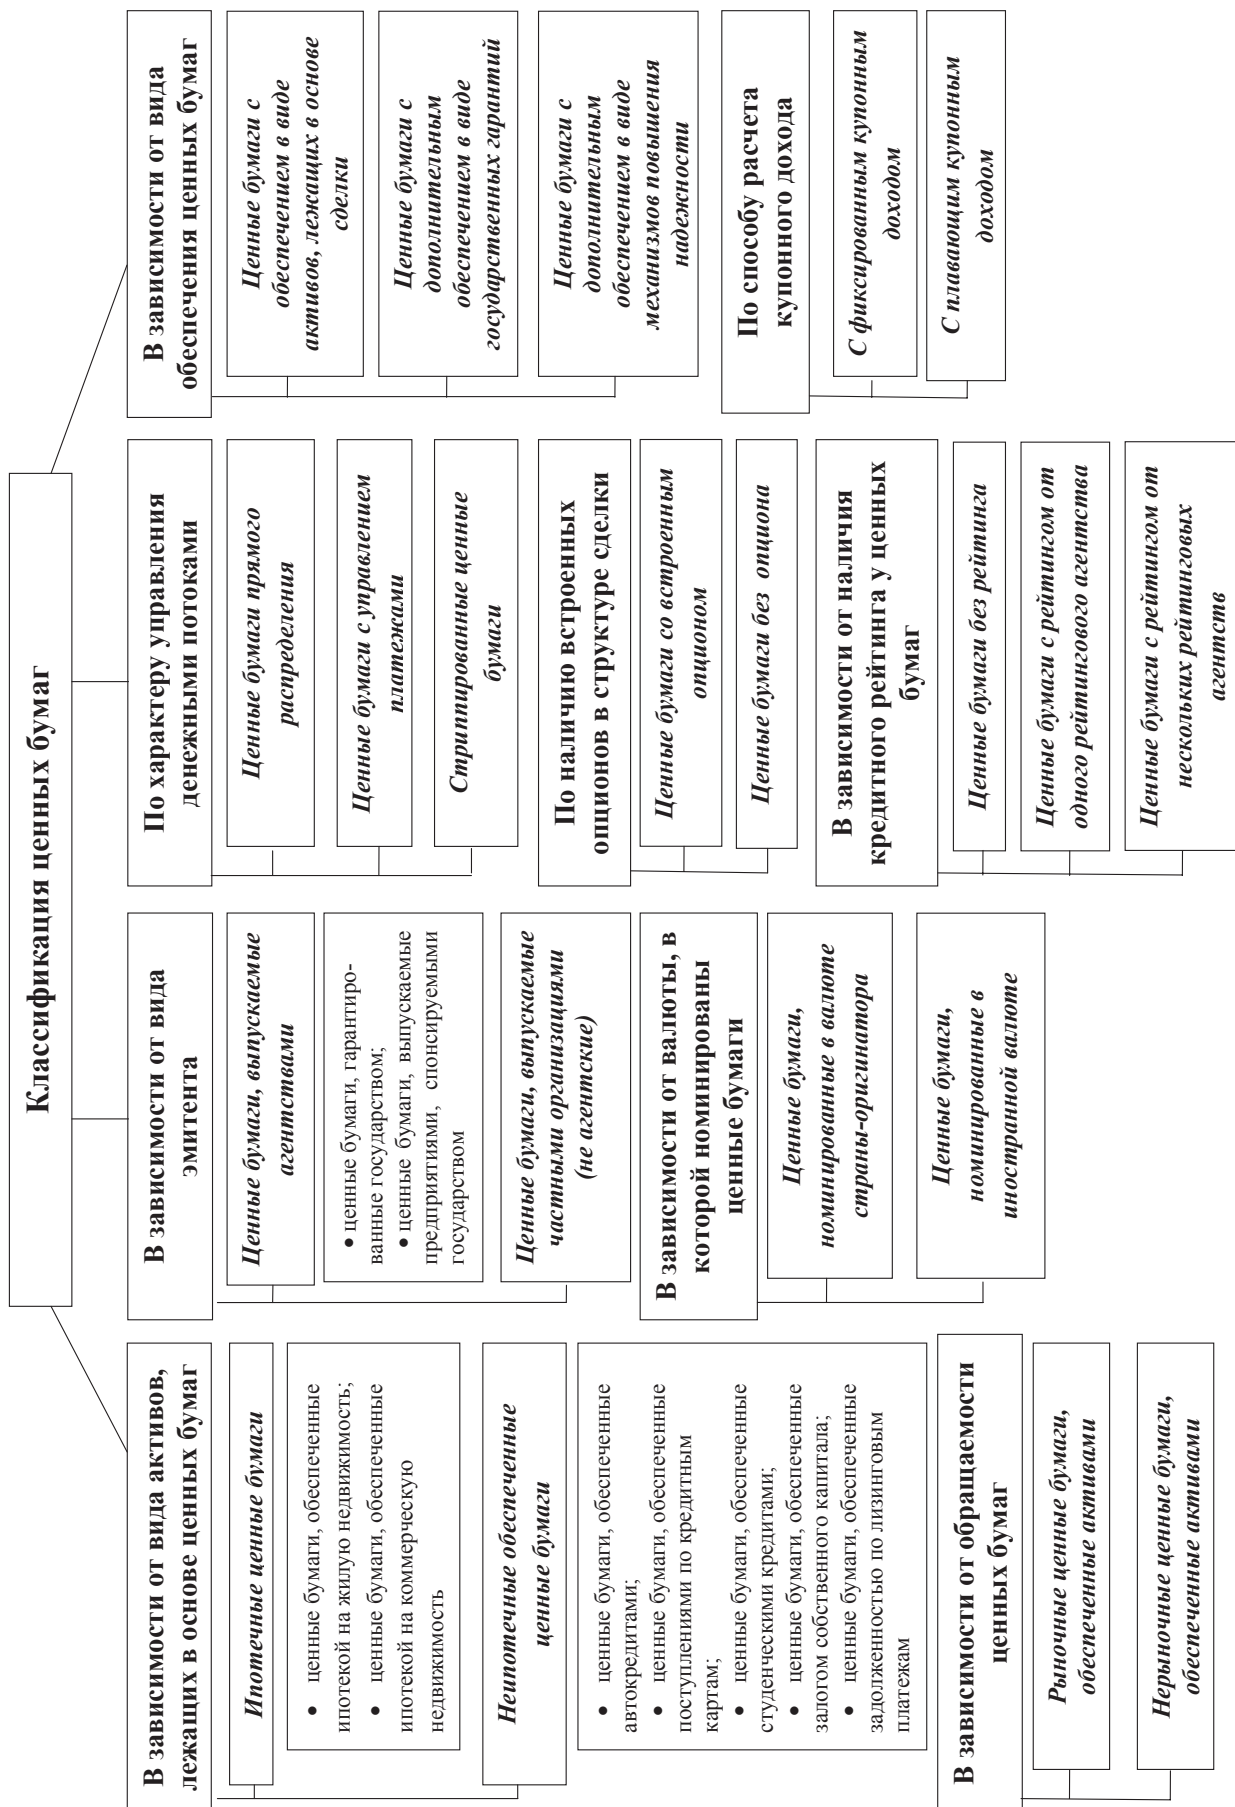 Классификация ценных бумаг
В зависимости от вида активов,
лежащих в основе ценных бумаг
Ипотечные ценные бумаги
• ценные бумаги, обеспеченные
ипотекой на жилую недвижимость;
• ценные бумаги, обеспеченные
ипотекой на коммерческую
недвижимость
Неипотечные обеспеченные
ценные бумаги
• ценные бумаги, обеспеченные
автокредитами;
• ценные бумаги, обеспеченные
поступлениями по кредитным
картам;
• ценные бумаги, обеспеченные
студенческими кредитами;
• ценные бумаги, обеспеченные
залогом собственного капитала;
• ценные бумаги, обеспеченные
задолженностью по лизинговым
платежам
В зависимости от обращаемости
ценных бумаг
Рыночные ценные бумаги,
обеспеченные активами
Нерыночные ценные бумаги,
обеспеченные активами
В зависимости от вида
эмитента
Ценные бумаги, выпускаемые
агентствами
• ценные бумаги, гарантиро-
ванные государством;
• ценные бумаги, выпускаемые
предприятиями, спонсируемыми
государством
Ценные бумаги, выпускаемые
частными организациями
(не агентские)
В зависимости от валюты, в
которой номинированы
ценные бумаги
Ценные бумаги,
номинированные в валюте
страны-оригинатора
Ценные бумаги,
номинированные в
иностранной валюте
По характеру управления
денежными потоками
Ценные бумаги прямого
распределения
Ценные бумаги с управлением
платежами
Стриппированные ценные
бумаги
По наличию встроенных
опционов в структуре сделки
Ценные бумаги со встроенным
опционом
Ценные бумаги без опциона
В зависимости от наличия
кредитного рейтинга у ценных
бумаг
Ценные бумаги без рейтинга
Ценные бумаги с рейтингом от
одного рейтингового агентства
Ценные бумаги с рейтингом от
нескольких рейтинговых
агентств
В зависимости от вида
обеспечения ценных бумаг
Ценные бумаги с
обеспечением в виде
активов, лежащих в основе
сделки
Ценные бумаги с
дополнительным
обеспечением в виде
государственных гарантий
Ценные бумаги с
дополнительным
обеспечением в виде
механизмов повышения
надежности
По способу расчета
купонного дохода
С фиксированным купонным
доходом
С плавающим купонным
доходом